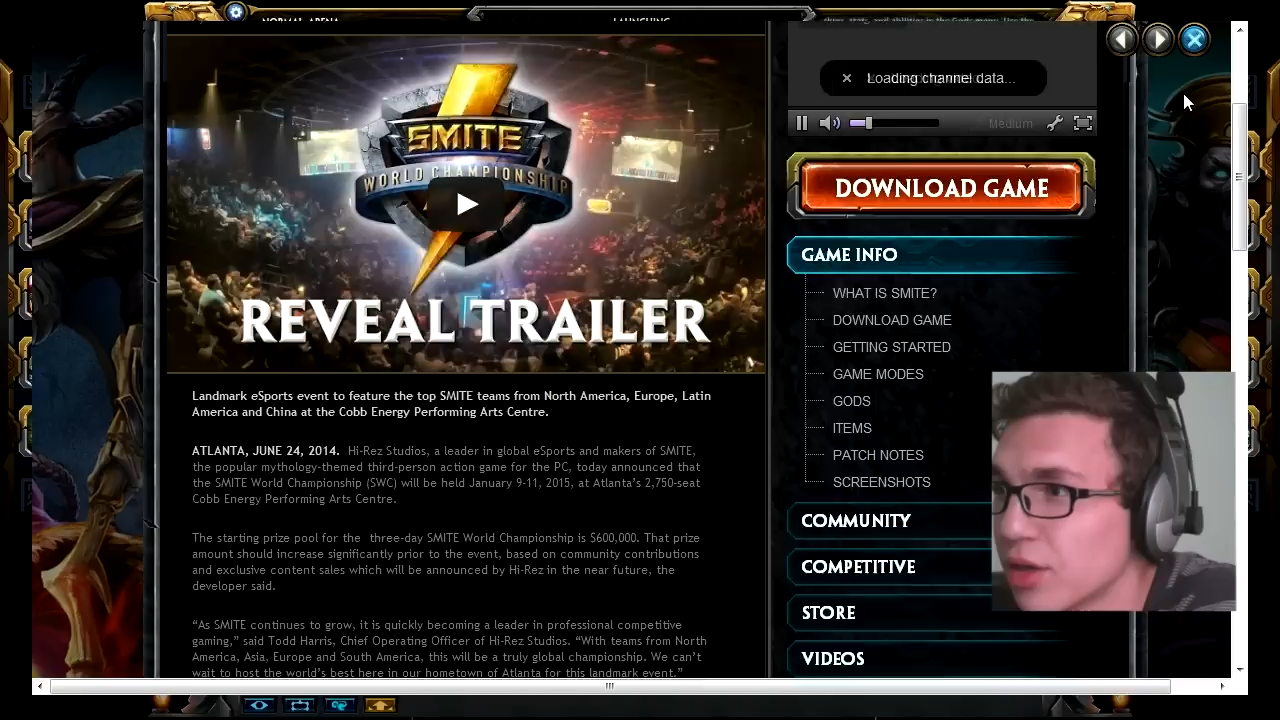 NORMAL ARENA
LAUNCHING
SMITE
WORLD CHAMPIONSHIP
REVEAL TRAILER
Landmark eSports event to feature the top SMITE teams from North America, Europe, Latin
America and China at the Cobb Energy Performing Arts Centre.
ATLANTA, JUNE 24, 2014. Hi-Rez Studios, a leader in global eSports and makers of SMITE,
the popular mythology-themed third-person action game for the PC, today announced that
the SMITE World Championship (SWC) will be held January 9-11, 2015, at Atlanta's 2,750-seat
Cobb Energy Performing Arts Centre.
The starting prize pool for the three-day SMITE World Championship is $600,000. That prize
amount should increase significantly prior to the event, based on community contributions
and exclusive content sales which will be announced by Hi-Rez in the near future, the
developer said.
“As SMITE continues to grow, it is quickly becoming a leader in professional competitive
gaming,” said Todd Harris, Chief Operating Officer of Hi-Rez Studios. “With teams from North
America, Asia, Europe and South America, this will be a truly global championship. We can’t
wait to host the world’s best here in our hometown of Atlanta for this landmark event.”
Loading channel data...
Medium
DOWNLOAD GAME
GAME INFO
WHAT IS SMITE?
DOWNLOAD GAME
GETTING STARTED
GAME MODES
GODS
ITEMS
PATCH NOTES
SCREENSHOTS
COMMUNITY
COMPETITIVE
STORE
VIDEOS